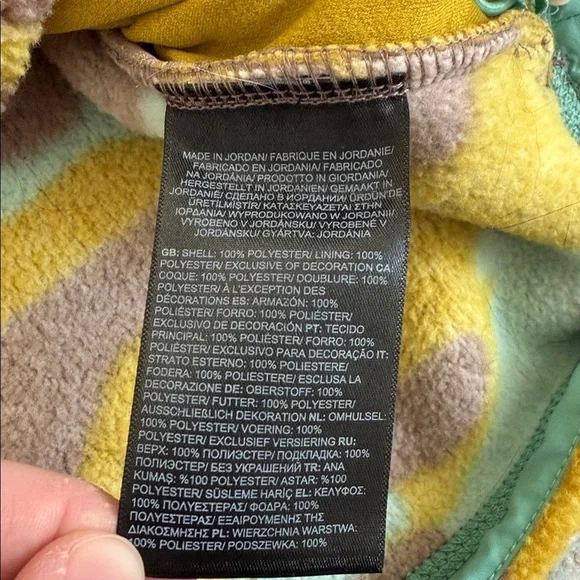 MADE IN JORDAN/ FABRIQUE EN JORDANIE/
FABRICADO EN JORDANIA/ FABRICADO
NA JORDÂNIA/ PRODOTTO IN GIORDANIA/
HERGESTELLT IN JORDANIEN/ GEMAAKT IN
JORDANIË/ СДЕЛАНО В ИОРДАНИИ/ ÜRDÜN'DE
ÜRETİLMİSTİR/ ΚΑΤΑΣΚΕΥΑΖΕΤΑΙ ΣΤΗΝ
ΙΟΡΔΑΝΙΑ/ WYPRODUKOWANO W JORDANII/
VYROBENO V JORDÁNSKU/ VYROBENÉ V
JORDÁNSKU/ GYÁRTVA: JORDÁNIA
GB: SHELL: 100% POLYESTER/ LINING: 100%
POLYESTER/ EXCLUSIVE OF DECORATION CA:
COQUE: 100% POLYESTER/ DOUBLURE: 100%
POLYESTER/ À L'EXCEPTION DES
DÉCORATIONS ES: ARMAZÓN: 100%
POLIÉSTER/ FORRO: 100% POLIÉSTER/
EXCLUSIVO DE DECORACIÓN PT: TECIDO
PRINCIPAL: 100% POLIÉSTER/ FORRO: 100%
POLIÉSTER/ EXCLUSIVO PARA DECORAÇÃO IT:
STRATO ESTERNO: 100% POLIESTERE/
FODERA: 100% POLIESTERE/ ESCLUSA LA
DECORAZIONE DE: OBERSTOFF: 100%
POLYESTER/ FUTTER: 100% POLYESTER/
AUSSCHLIEßLICH DEKORATION NL: OMHULSEL:
100% POLYESTER/ VOERING: 100%
POLYESTER/ EXCLUSIEF VERSIERING RU:
ВЕРХ: 100% ПОЛИЭСТЕР/ ПОДКЛАДКА: 100%
ПОЛИЭСТЕР/ БЕЗ УКРАШЕНИЙ TR: ANA
KUMAŞ: %100 POLYESTER/ ASTAR: %100
POLYESTER/ SÜSLEME HARİÇ EL: ΚΕΛΥΦΟΣ:
100% ΠΟΛΥΕΣΤΕΡΑΣ/ ΦΟΔΡΑ: 100%
ΠΟΛΥΕΣΤΕΡΑΣ/ ΕΞΑΙΡΟΥΜΕΝΗΣ ΤΗΣ
ΔΙΑΚΟΣΜΗΣΗΣ PL: WIERZCHNIA WARSTWA:
100% POLIESTER/ PODSZEWKA: 100%